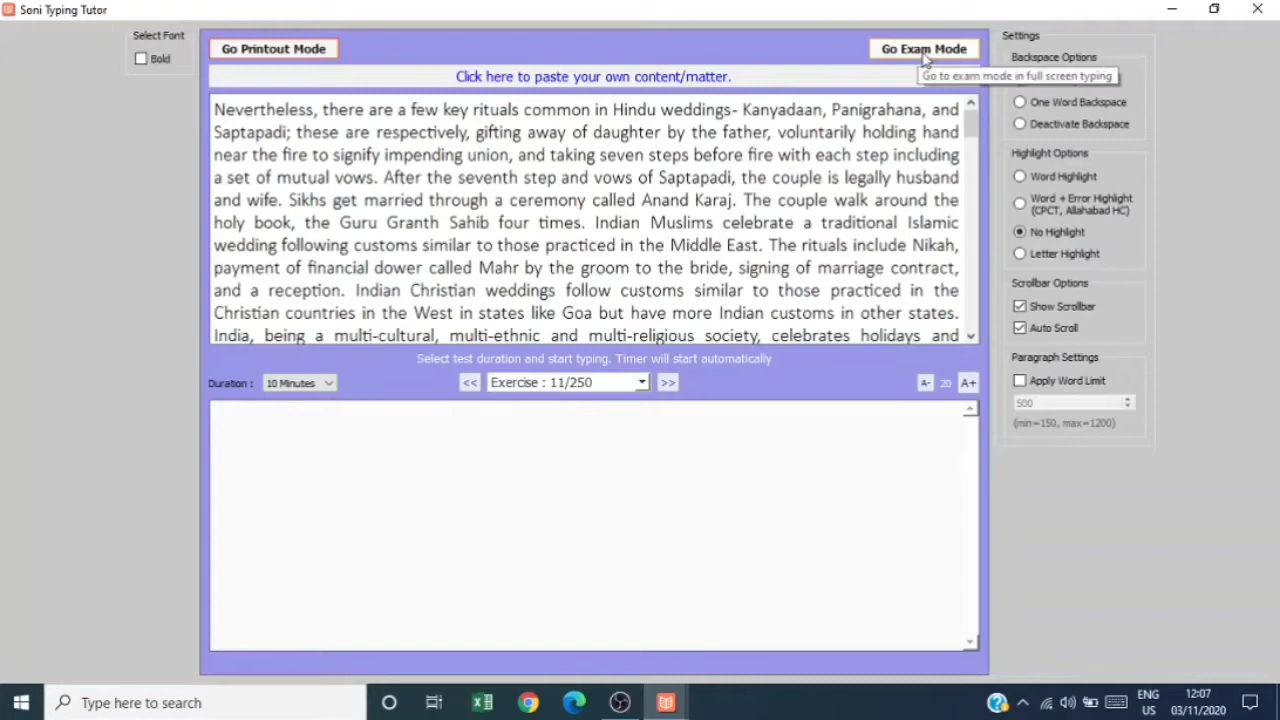 Soni Typing Tutor
Select Font
Bold
Go Printout Mode
Go Exam Mode
Go to exam mode in full screen typing
Click here to paste your own content/matter.
Nevertheless, there are a few key rituals common in Hindu weddings- Kanyadaan, Panigrahana, and
Saptapadi; these are respectively, gifting away of daughter by the father, voluntarily holding hand
near the fire to signify impending union, and taking seven steps before fire with each step including
a set of mutual vows. After the seventh step and vows of Saptapadi, the couple is legally husband
and wife. Sikhs get married through a ceremony called Anand Karaj. The couple walk around the
holy book, the Guru Granth Sahib four times. Indian Muslims celebrate a traditional Islamic
wedding following customs similar to those practiced in the Middle East. The rituals include Nikah,
payment of financial dower called Mahr by the groom to the bride, signing of marriage contract,
and a reception. Indian Christian weddings follow customs similar to those practiced in the
Christian countries in the West in states like Goa but have more Indian customs in other states.
India, being a multi-cultural, multi-ethnic and multi-religious society, celebrates holidays and
Select test duration and start typing. Timer will start automatically
Duration :
10 Minutes
<<
Exercise : 11/250
>>
A-
20
A+
Settings
Backspace Options
One Word Backspace
Deactivate Backspace
Highlight Options
Word Highlight
Word + Error Highlight
(CPCT, Allahabad HC)
No Highlight
Letter Highlight
Scrollbar Options
Show Scrollbar
Auto Scroll
Paragraph Settings
Apply Word Limit
500
(min=150, max=1200)
Type here to search
ENG
US
12:07
03/11/2020